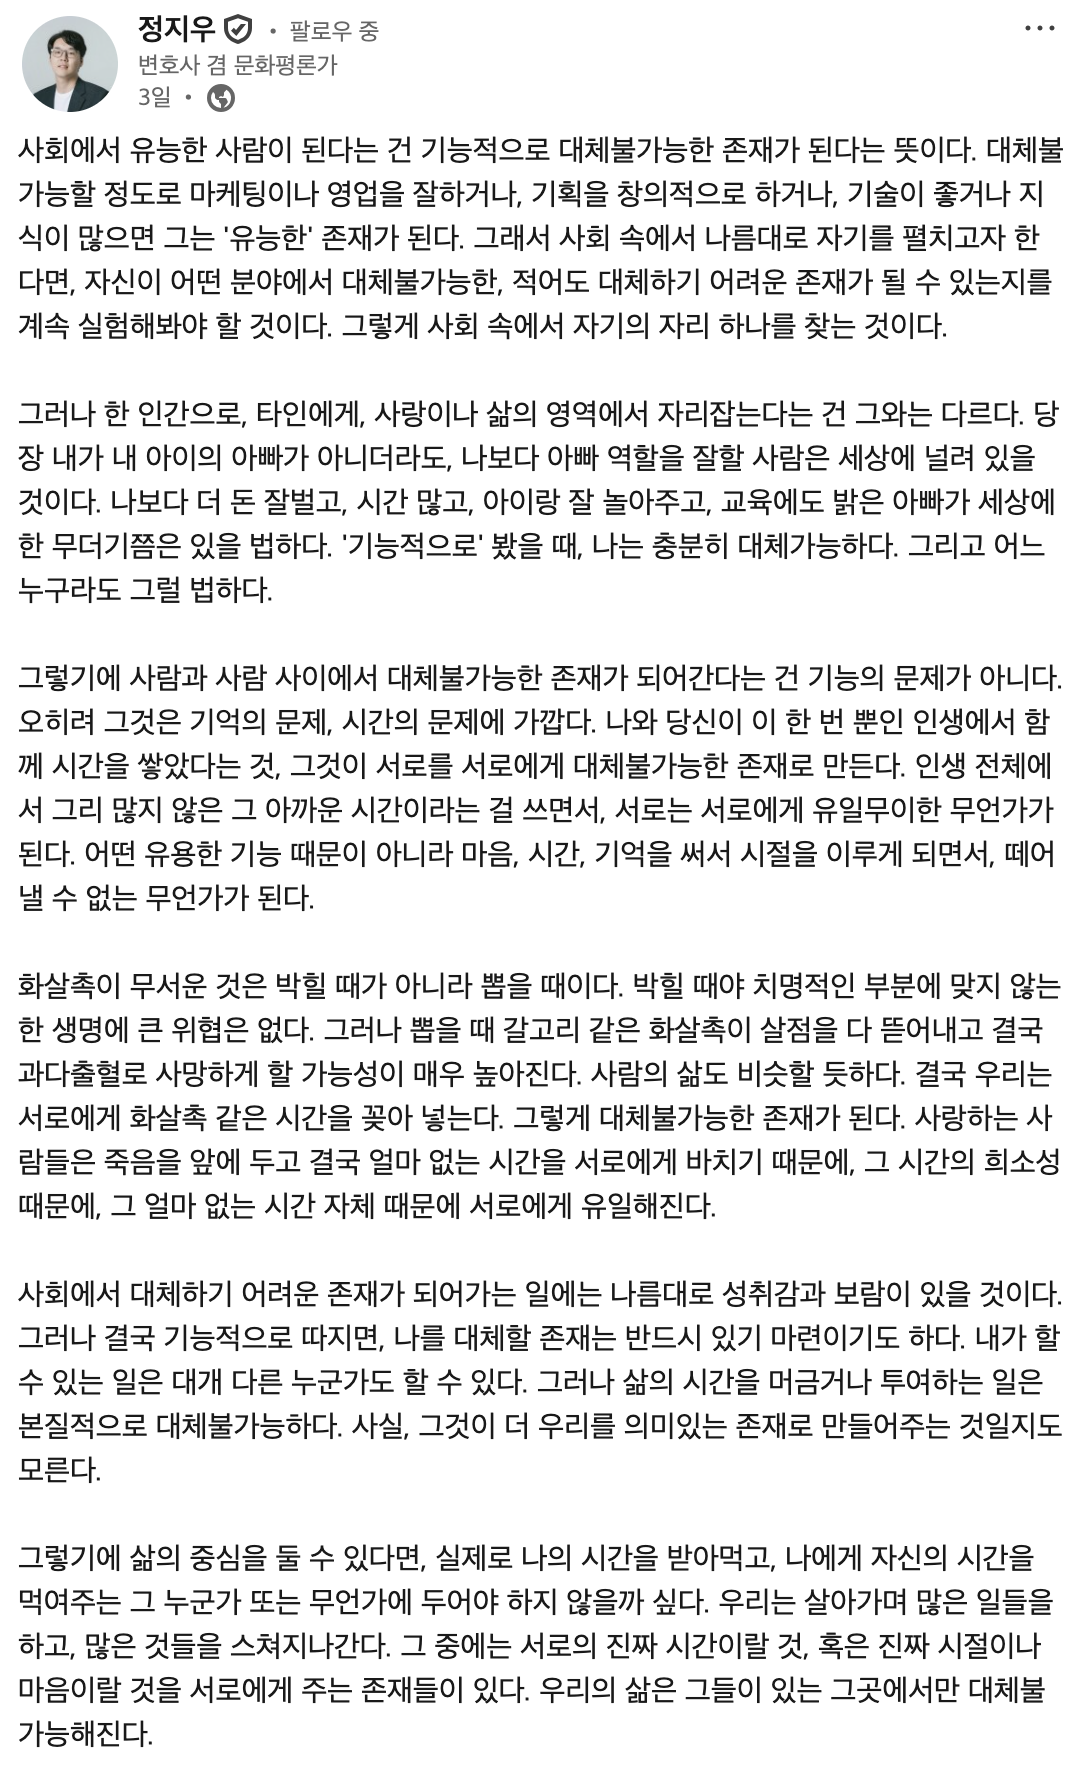 정지우 • 팔로우 중
변호사 겸 문화평론가
3일 •
사회에서 유능한 사람이 된다는 건 기능적으로 대체불가능한 존재가 된다는 뜻이다. 대체불
가능할 정도로 마케팅이나 영업을 잘하거나, 기획을 창의적으로 하거나, 기술이 좋거나 지
식이 많으면 그는 '유능한' 존재가 된다. 그래서 사회 속에서 나름대로 자기를 펼치고자 한
다면, 자신이 어떤 분야에서 대체불가능한, 적어도 대체하기 어려운 존재가 될 수 있는지를
계속 실험해봐야 할 것이다. 그렇게 사회 속에서 자기의 자리 하나를 찾는 것이다.
그러나 한 인간으로, 타인에게, 사랑이나 삶의 영역에서 자리잡는다는 건 그와는 다르다. 당
장 내가 내 아이의 아빠가 아니더라도, 나보다 아빠 역할을 잘할 사람은 세상에 널려 있을
것이다. 나보다 더 돈 잘벌고, 시간 많고, 아이랑 잘 놀아주고, 교육에도 밝은 아빠가 세상에
한 무더기쯤은 있을 법하다. '기능적으로' 봤을 때, 나는 충분히 대체가능하다. 그리고 어느
누구라도 그럴 법하다.
그렇기에 사람과 사람 사이에서 대체불가능한 존재가 되어간다는 건 기능의 문제가 아니다.
오히려 그것은 기억의 문제, 시간의 문제에 가깝다. 나와 당신이 이 한 번 뿐인 인생에서 함
께 시간을 쌓았다는 것, 그것이 서로를 서로에게 대체불가능한 존재로 만든다. 인생 전체에
서 그리 많지 않은 그 아까운 시간이라는 걸 쓰면서, 서로는 서로에게 유일무이한 무언가가
된다. 어떤 유용한 기능 때문이 아니라 마음, 시간, 기억을 써서 시절을 이루게 되면서, 떼어
낼 수 없는 무언가가 된다.
화살촉이 무서운 것은 박힐 때가 아니라 뽑을 때이다. 박힐 때야 치명적인 부분에 맞지 않는
한 생명에 큰 위협은 없다. 그러나 뽑을 때 갈고리 같은 화살촉이 살점을 다 뜯어내고 결국
과다출혈로 사망하게 할 가능성이 매우 높아진다. 사람의 삶도 비슷할 듯하다. 결국 우리는
서로에게 화살촉 같은 시간을 꽂아 넣는다. 그렇게 대체불가능한 존재가 된다. 사랑하는 사
람들은 죽음을 앞에 두고 결국 얼마 없는 시간을 서로에게 바치기 때문에, 그 시간의 희소성
때문에, 그 얼마 없는 시간 자체 때문에 서로에게 유일해진다.
사회에서 대체하기 어려운 존재가 되어가는 일에는 나름대로 성취감과 보람이 있을 것이다.
그러나 결국 기능적으로 따지면, 나를 대체할 존재는 반드시 있기 마련이기도 하다. 내가 할
수 있는 일은 대개 다른 누군가도 할 수 있다. 그러나 삶의 시간을 머금거나 투여하는 일은
본질적으로 대체불가능하다. 사실, 그것이 더 우리를 의미있는 존재로 만들어주는 것일지도
모른다.
그렇기에 삶의 중심을 둘 수 있다면, 실제로 나의 시간을 받아먹고, 나에게 자신의 시간을
먹여주는 그 누군가 또는 무언가에 두어야 하지 않을까 싶다. 우리는 살아가며 많은 일들을
하고, 많은 것들을 스쳐지나간다. 그 중에는 서로의 진짜 시간이랄 것, 혹은 진짜 시절이나
마음이랄 것을 서로에게 주는 존재들이 있다. 우리의 삶은 그들이 있는 그곳에서만 대체불
가능해진다.